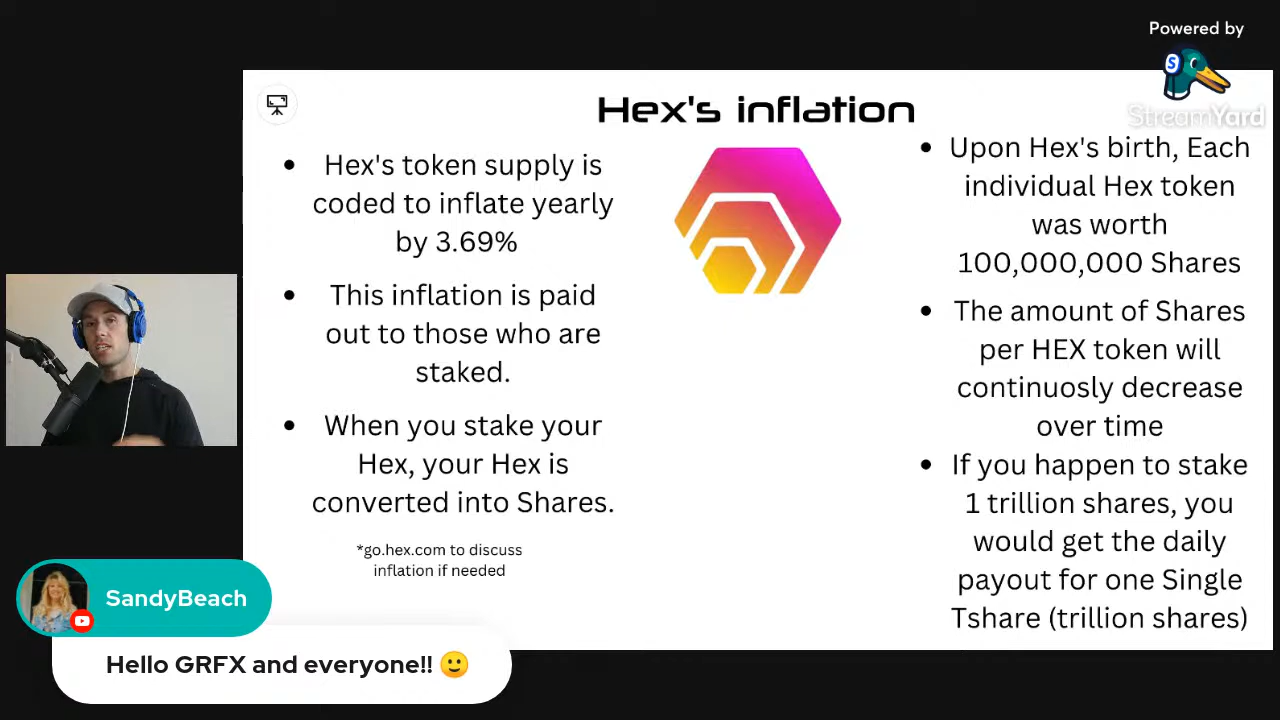 Powered by
StreamYard
Hex's inflation
Hex's token supply is
coded to inflate yearly
by 3.69%
This inflation is paid
out to those who are
staked.
When you stake your
Hex, your Hex is
converted into Shares.
*go.hex.com to discuss
inflation if needed
Upon Hex's birth, Each
individual Hex token
was worth
100,000,000 Shares
The amount of Shares
per HEX token will
continuosly decrease
over time
If you happen to stake
1 trillion shares, you
would get the daily
payout for one Single
Tshare (trillion shares)
SandyBeach
Hello GRFX and everyone!! 🙂